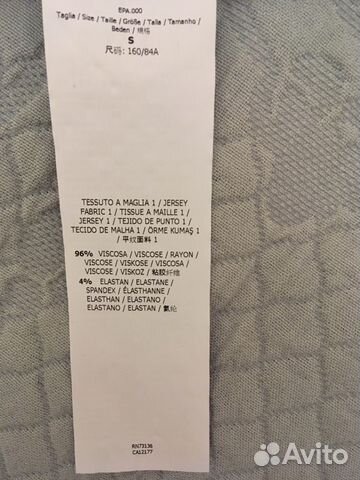 EPA.000
Taglia / Size / Taille / Größe / Talla / Tamanho /
Beden / 规格
S
尺码: 160/84A
TESSUTO A MAGLIA 1 / JERSEY
FABRIC 1 / TISSUE A MAILLE 1 /
JERSEY 1 / TEJIDO DE PUNTO 1 /
TECIDO DE MALHA 1 / ÖRME KUMAŞ 1
/ 平纹面料 1
96% VISCOSA / VISCOSE / RAYON /
VISCOSE / VISKOSE / VISCOSA /
VISCOSE / VISKOZ / 粘胶纤维
4% ELASTAN / ELASTANE /
SPANDEX / ÉLASTHANNE /
ELASTHAN / ELASTANO /
ELASTANO / ELASTAN / 氨纶
RN73136
CA12177
Avito